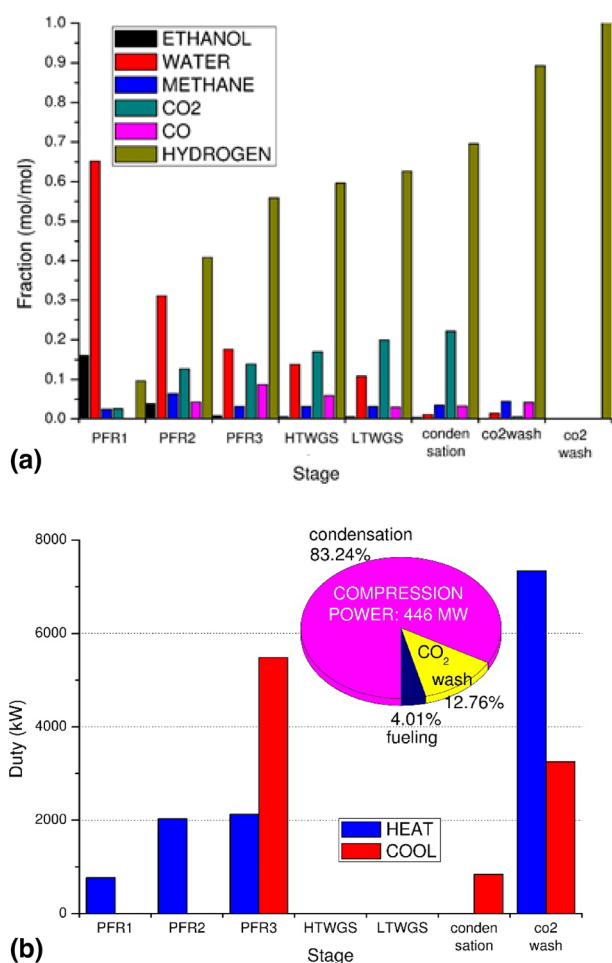 1.0
0.9
0.8
0.7
0.6
0.5
0.4
0.3
0.2
0.1
0.0
Fraction (mol/mol)
ETHANOL
WATER
METHANE
CO2
CO
HYDROGEN
PFR1 PFR2 PFR3 HTWGS LTWGS conden co2wash co2
sation wash
Stage
(a)
8000
6000
4000
2000
0
Duty (kW)
condensation
83.24%
COMPRESSION
POWER: 446 MW
CO2
wash
12.76%
4.01%
fueling
HEAT
COOL
PFR1 PFR2 PFR3 HTWGS LTWGS conden co2
sation wash
Stage
(b)